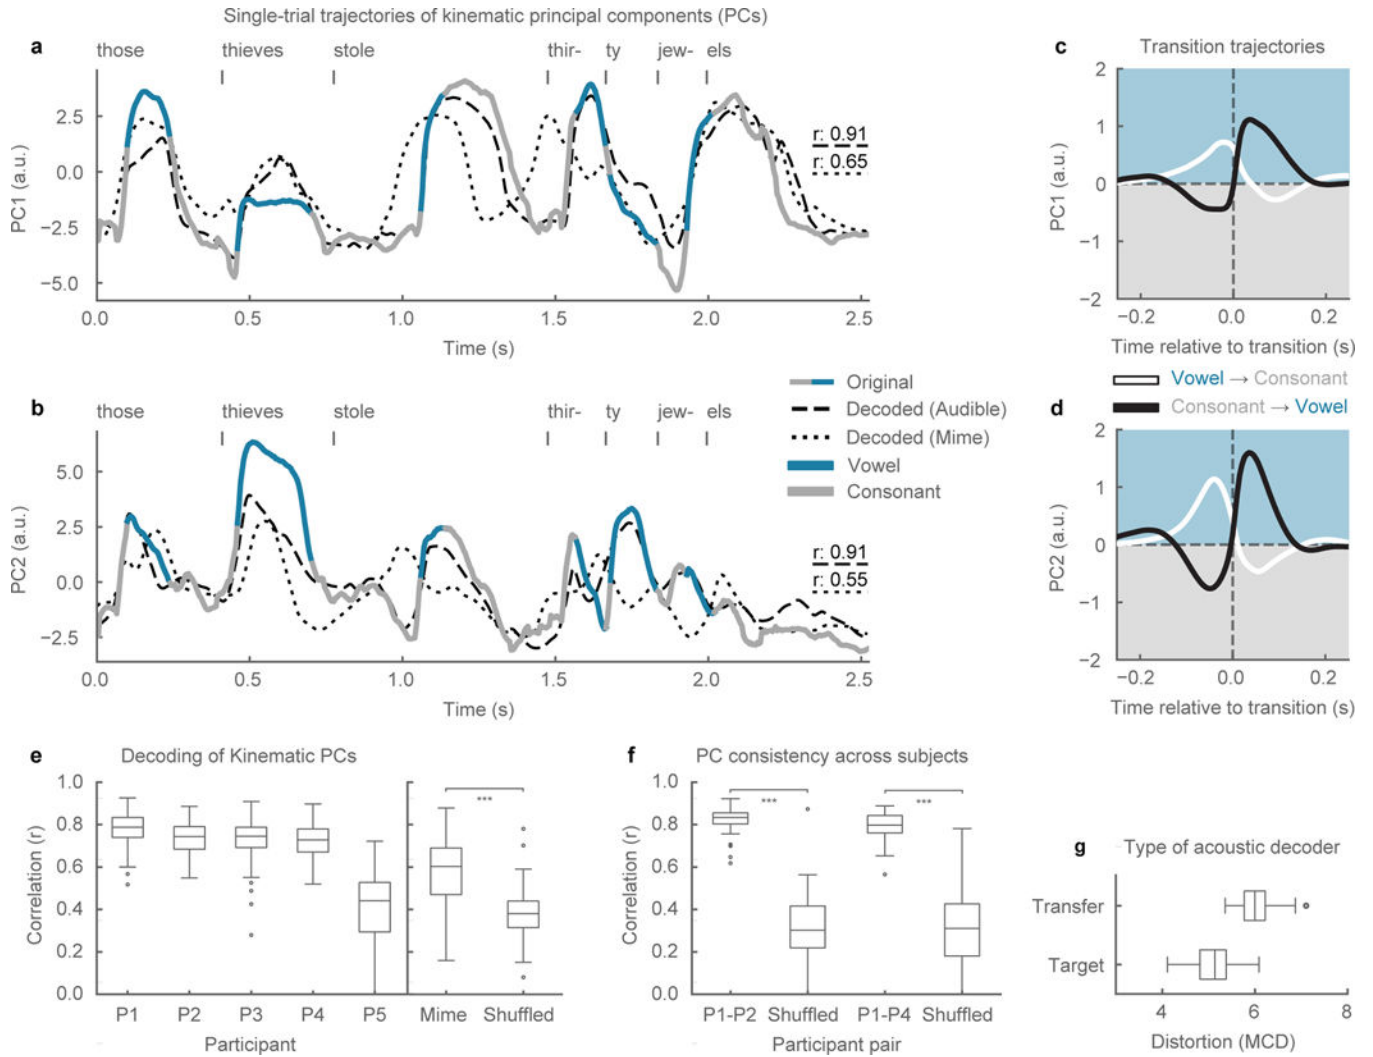 Single-trial trajectories of kinematic principal components (PCs)
a
those thieves stole thir- ty jew- els
PC1 (a.u.)
2.5
0.0
−2.5
−5.0
r: 0.91
r: 0.65
0.0 0.5 1.0 1.5 2.0 2.5
Time (s)
c Transition trajectories
PC1 (a.u.)
2
1
0
−1
−2
−0.2 0.0 0.2
Time relative to transition (s)
Vowel → Consonant
Consonant → Vowel
Original
Decoded (Audible)
Decoded (Mime)
Vowel
Consonant
b
those thieves stole thir- ty jew- els
PC2 (a.u.)
5.0
2.5
0.0
−2.5
r: 0.91
r: 0.55
0.0 0.5 1.0 1.5 2.0 2.5
Time (s)
d
PC2 (a.u.)
2
1
0
−1
−2
−0.2 0.0 0.2
Time relative to transition (s)
e Decoding of Kinematic PCs
Correlation (r)
1.0
0.8
0.6
0.4
0.2
0.0
***
P1 P2 P3 P4 P5 Mime Shuffled
Participant
f PC consistency across subjects
Correlation (r)
1.0
0.8
0.6
0.4
0.2
0.0
*** ***
P1-P2 Shuffled P1-P4 Shuffled
Participant pair
g Type of acoustic decoder
Transfer
Target
4 6 8
Distortion (MCD)